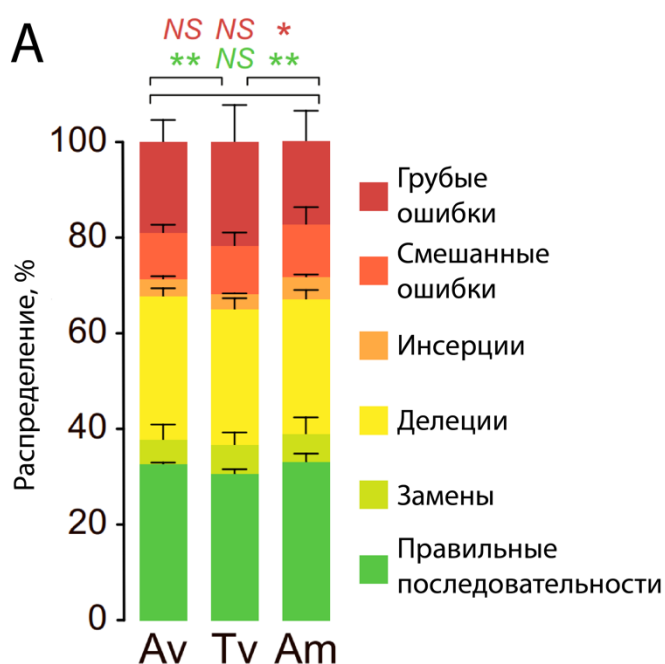 A
NS NS *
** NS **
Распределение, %
100
80
60
40
20
0
Av Tv Am
Грубые
ошибки
Смешанные
ошибки
Инсерции
Делеции
Замены
Правильные
последовательности